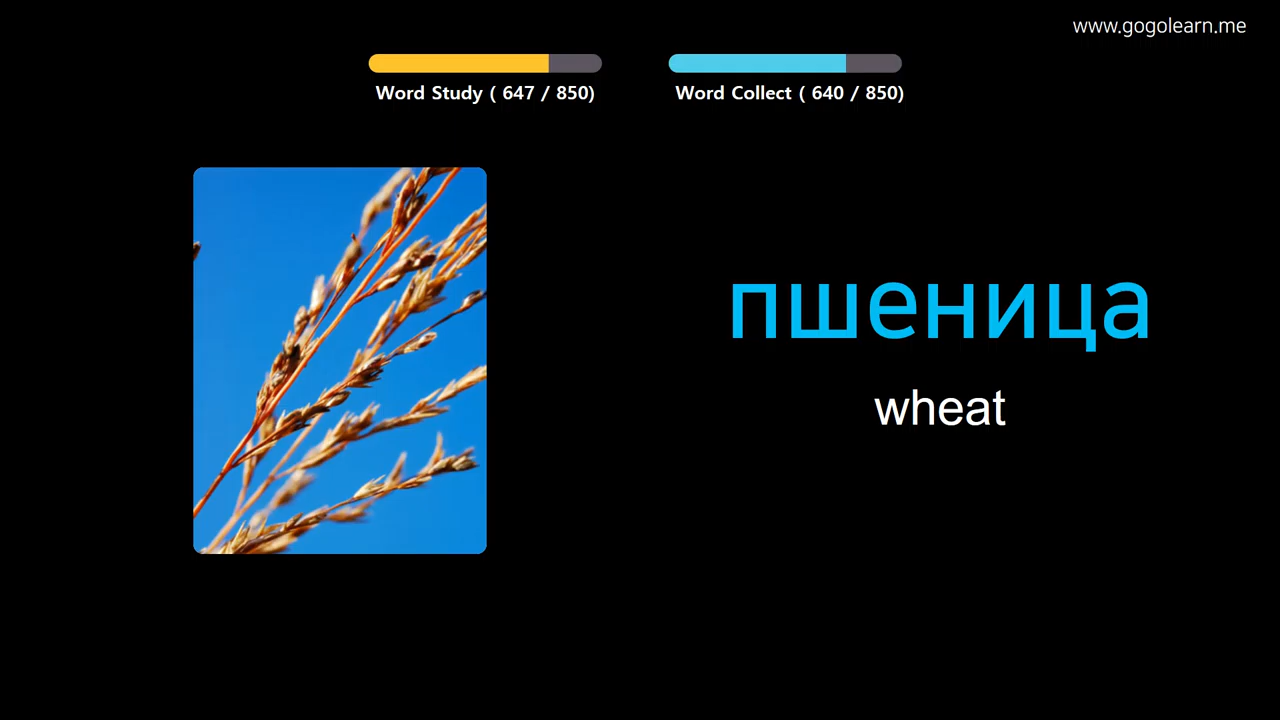 www.gogolearn.me
Word Study ( 647 / 850)
Word Collect ( 640 / 850)
пшеница
wheat